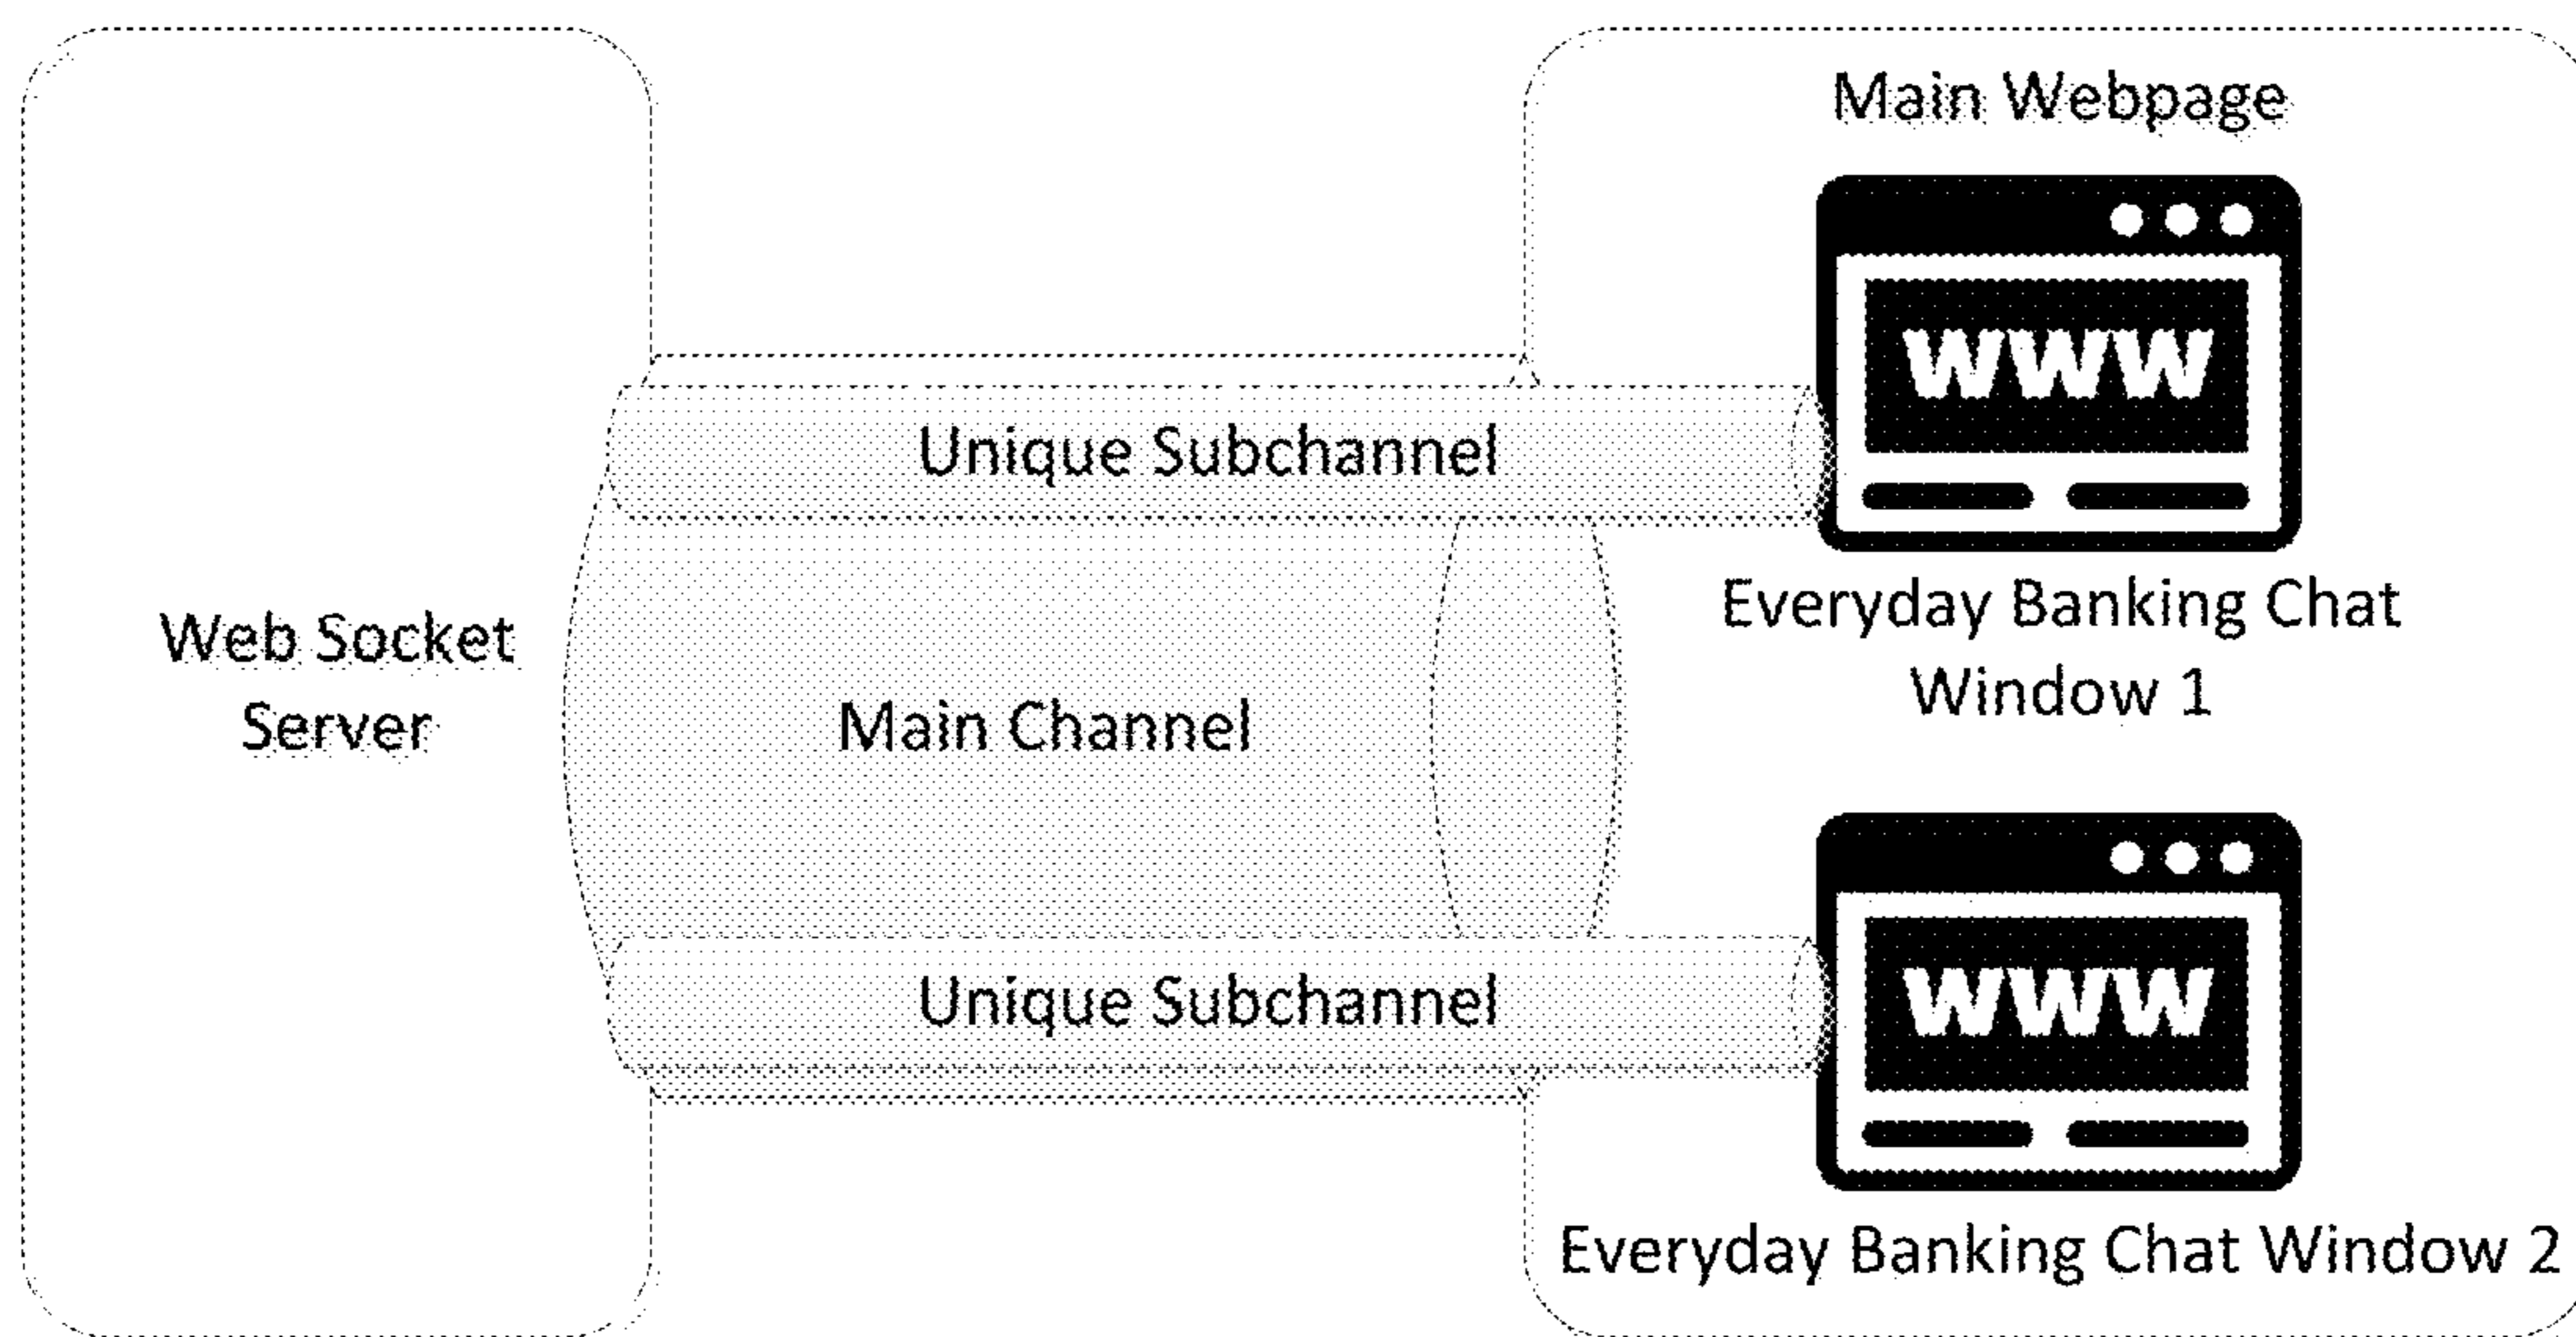 Main Webpage
WWW
Unique Subchannel
Everyday Banking Chat
Window 1
Web Socket
Server
Main Channel
WWW
Unique Subchannel
Everyday Banking Chat Window 2